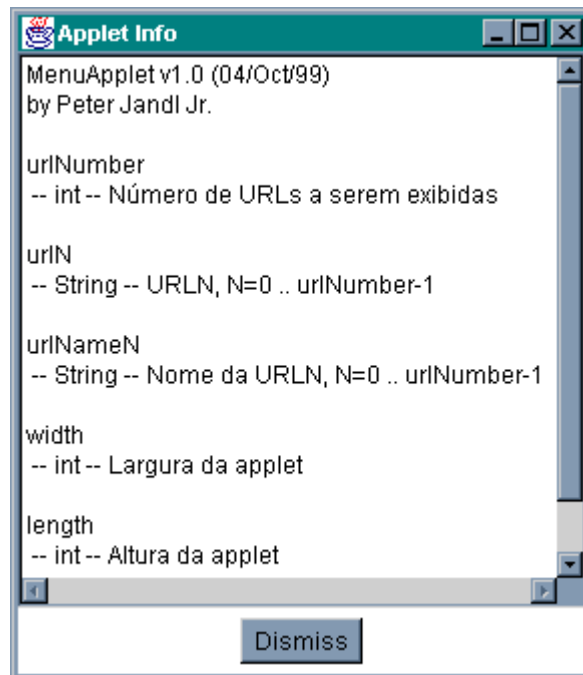 Applet Info
MenuApplet v1.0 (04/Oct/99)
by Peter Jandl Jr.
urlNumber
-- int -- Número de URLs a serem exibidas
urlN
-- String -- URLN, N=0 .. urlNumber-1
urlNameN
-- String -- Nome da URLN, N=0 .. urlNumber-1
width
-- int -- Largura da applet
length
-- int -- Altura da applet
Dismiss